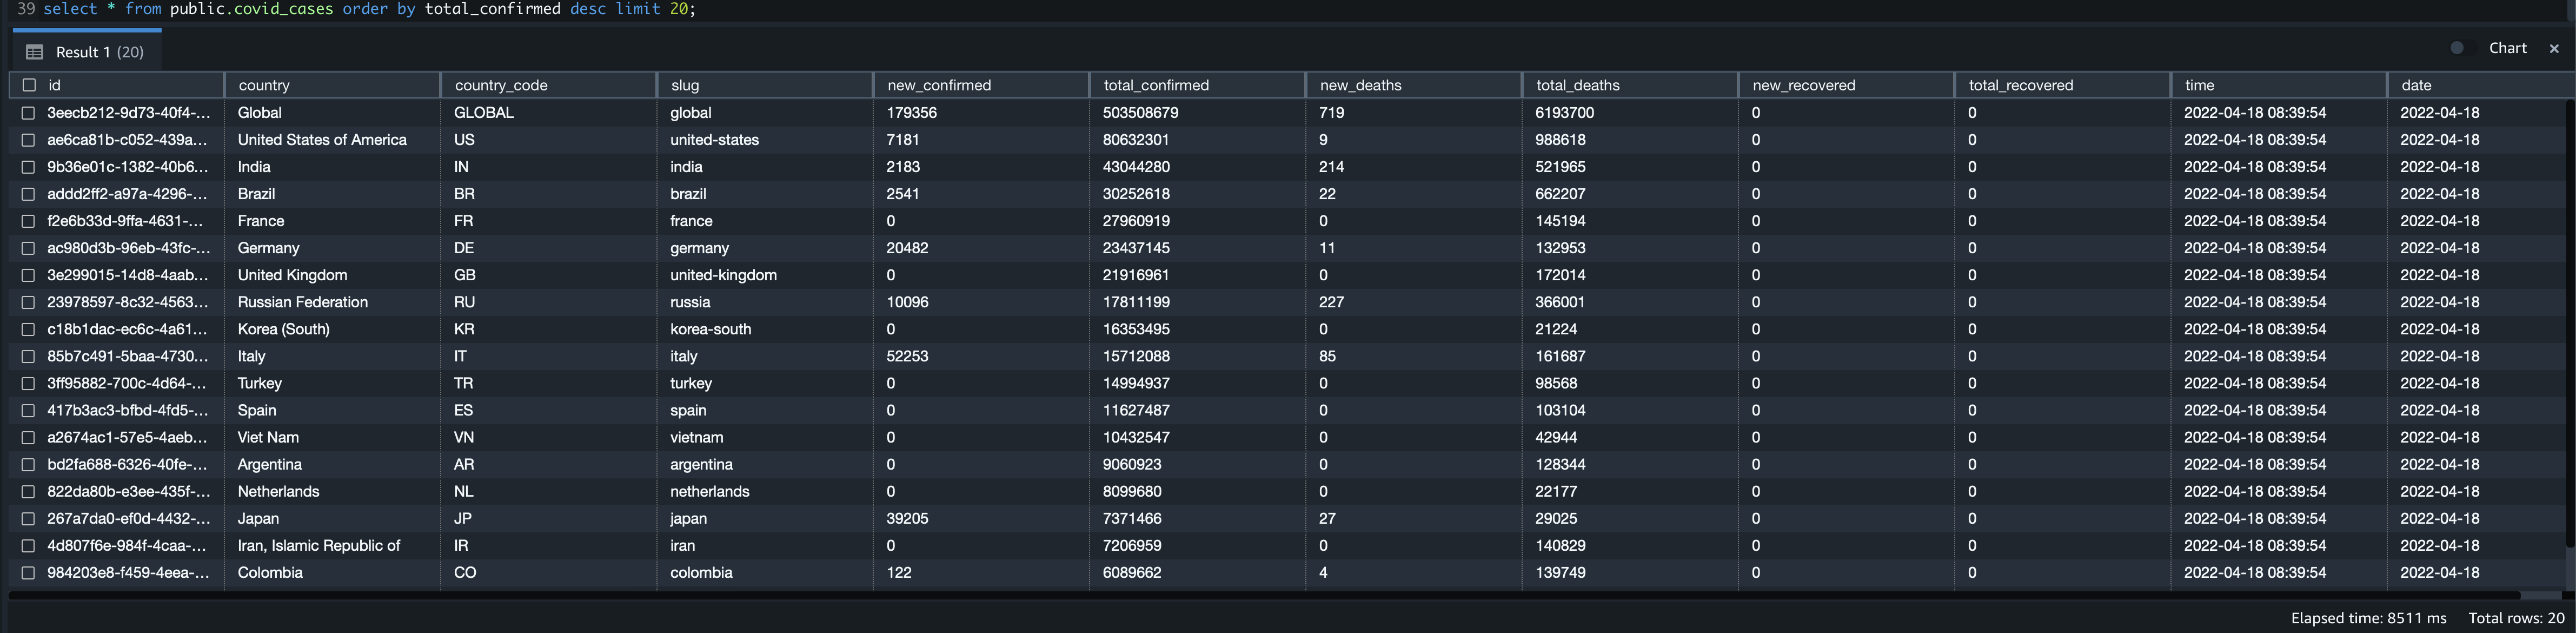 39 select * from public.covid_cases order by total_confirmed desc limit 20;
Result 1 (20) Chart ×
id country country_code slug new_confirmed total_confirmed new_deaths total_deaths new_recovered total_recovered time date
3eecb212-9d73-40f4-... Global GLOBAL global 179356 503508679 719 6193700 0 0 2022-04-18 08:39:54 2022-04-18
ae6ca81b-c052-439a... United States of America US united-states 7181 80632301 9 988618 0 0 2022-04-18 08:39:54 2022-04-18
9b36e01c-1382-40b6... India IN india 2183 43044280 214 521965 0 0 2022-04-18 08:39:54 2022-04-18
addd2ff2-a97a-4296-... Brazil BR brazil 2541 30252618 22 662207 0 0 2022-04-18 08:39:54 2022-04-18
f2e6b33d-9ffa-4631-... France FR france 0 27960919 0 145194 0 0 2022-04-18 08:39:54 2022-04-18
ac980d3b-96eb-43fc-... Germany DE germany 20482 23437145 11 132953 0 0 2022-04-18 08:39:54 2022-04-18
3e299015-14d8-4aab... United Kingdom GB united-kingdom 0 21916961 0 172014 0 0 2022-04-18 08:39:54 2022-04-18
23978597-8c32-4563... Russian Federation RU russia 10096 17811199 227 366001 0 0 2022-04-18 08:39:54 2022-04-18
c18b1dac-ec6c-4a61... Korea (South) KR korea-south 0 16353495 0 21224 0 0 2022-04-18 08:39:54 2022-04-18
85b7c491-5baa-4730... Italy IT italy 52253 15712088 85 161687 0 0 2022-04-18 08:39:54 2022-04-18
3ff95882-700c-4d64-... Turkey TR turkey 0 14994937 0 98568 0 0 2022-04-18 08:39:54 2022-04-18
417b3ac3-bfbd-4fd5-... Spain ES spain 0 11627487 0 103104 0 0 2022-04-18 08:39:54 2022-04-18
a2674ac1-57e5-4aeb... Viet Nam VN vietnam 0 10432547 0 42944 0 0 2022-04-18 08:39:54 2022-04-18
bd2fa688-6326-40fe-... Argentina AR argentina 0 9060923 0 128344 0 0 2022-04-18 08:39:54 2022-04-18
822da80b-e3ee-435f-... Netherlands NL netherlands 0 8099680 0 22177 0 0 2022-04-18 08:39:54 2022-04-18
267a7da0-ef0d-4432-... Japan JP japan 39205 7371466 27 29025 0 0 2022-04-18 08:39:54 2022-04-18
4d807f6e-984f-4caa-... Iran, Islamic Republic of IR iran 0 7206959 0 140829 0 0 2022-04-18 08:39:54 2022-04-18
984203e8-f459-4eea-... Colombia CO colombia 122 6089662 4 139749 0 0 2022-04-18 08:39:54 2022-04-18
Elapsed time: 8511 ms Total rows: 20